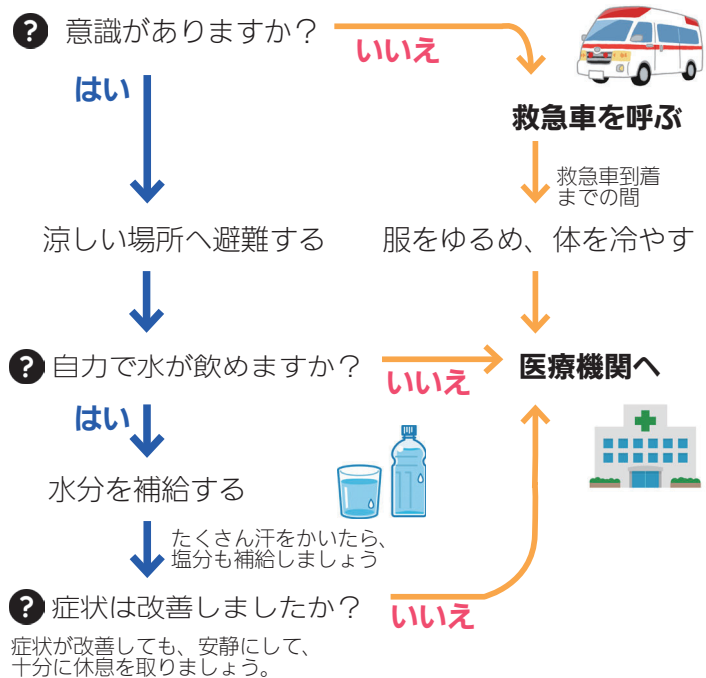 ? 意識がありますか？
いいえ
はい
救急車を呼ぶ
救急車到着
までの間
涼しい場所へ避難する
服をゆるめ、体を冷やす
? 自力で水が飲めますか？
いいえ
医療機関へ
はい
水分を補給する
たくさん汗をかいたら、
塩分も補給しましょう
? 症状は改善しましたか？
いいえ
症状が改善しても、安静にして、
十分に休息を取りましょう。